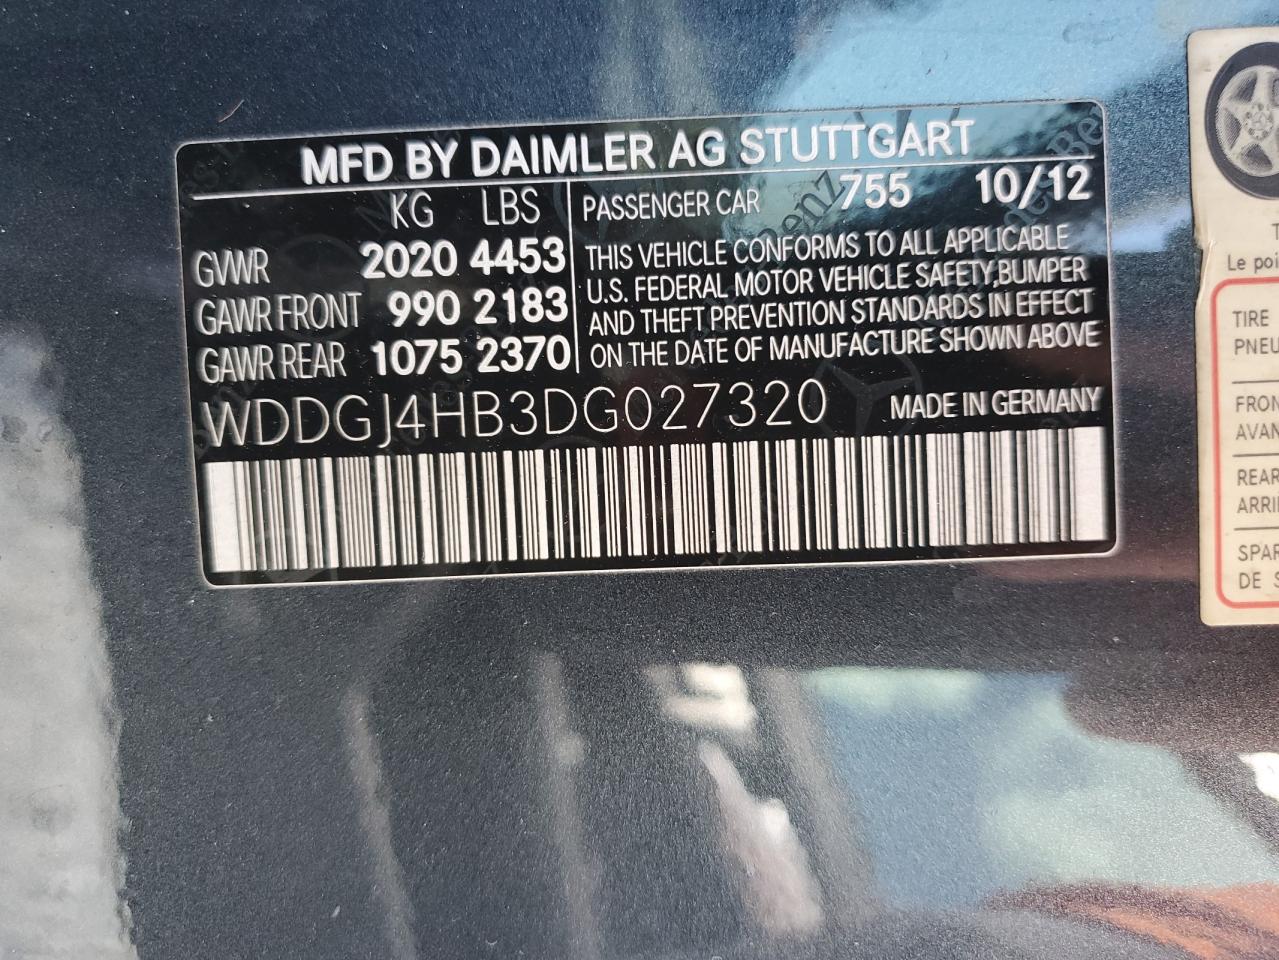 MFD BY DAIMLER AG STUTTGART
KG LBS
GVWR 2020 4453
GAWR FRONT 990 2183
GAWR REAR 1075 2370
PASSENGER CAR 755 10/12
THIS VEHICLE CONFORMS TO ALL APPLICABLE
U.S. FEDERAL MOTOR VEHICLE SAFETY,BUMPER
AND THEFT PREVENTION STANDARDS IN EFFECT
ON THE DATE OF MANUFACTURE SHOWN ABOVE
WDDGJ4HB3DG027320 MADE IN GERMANY
Le poi
TIRE
PNEU
FRON
AVAN
REAR
ARRI
SPAR
DE S